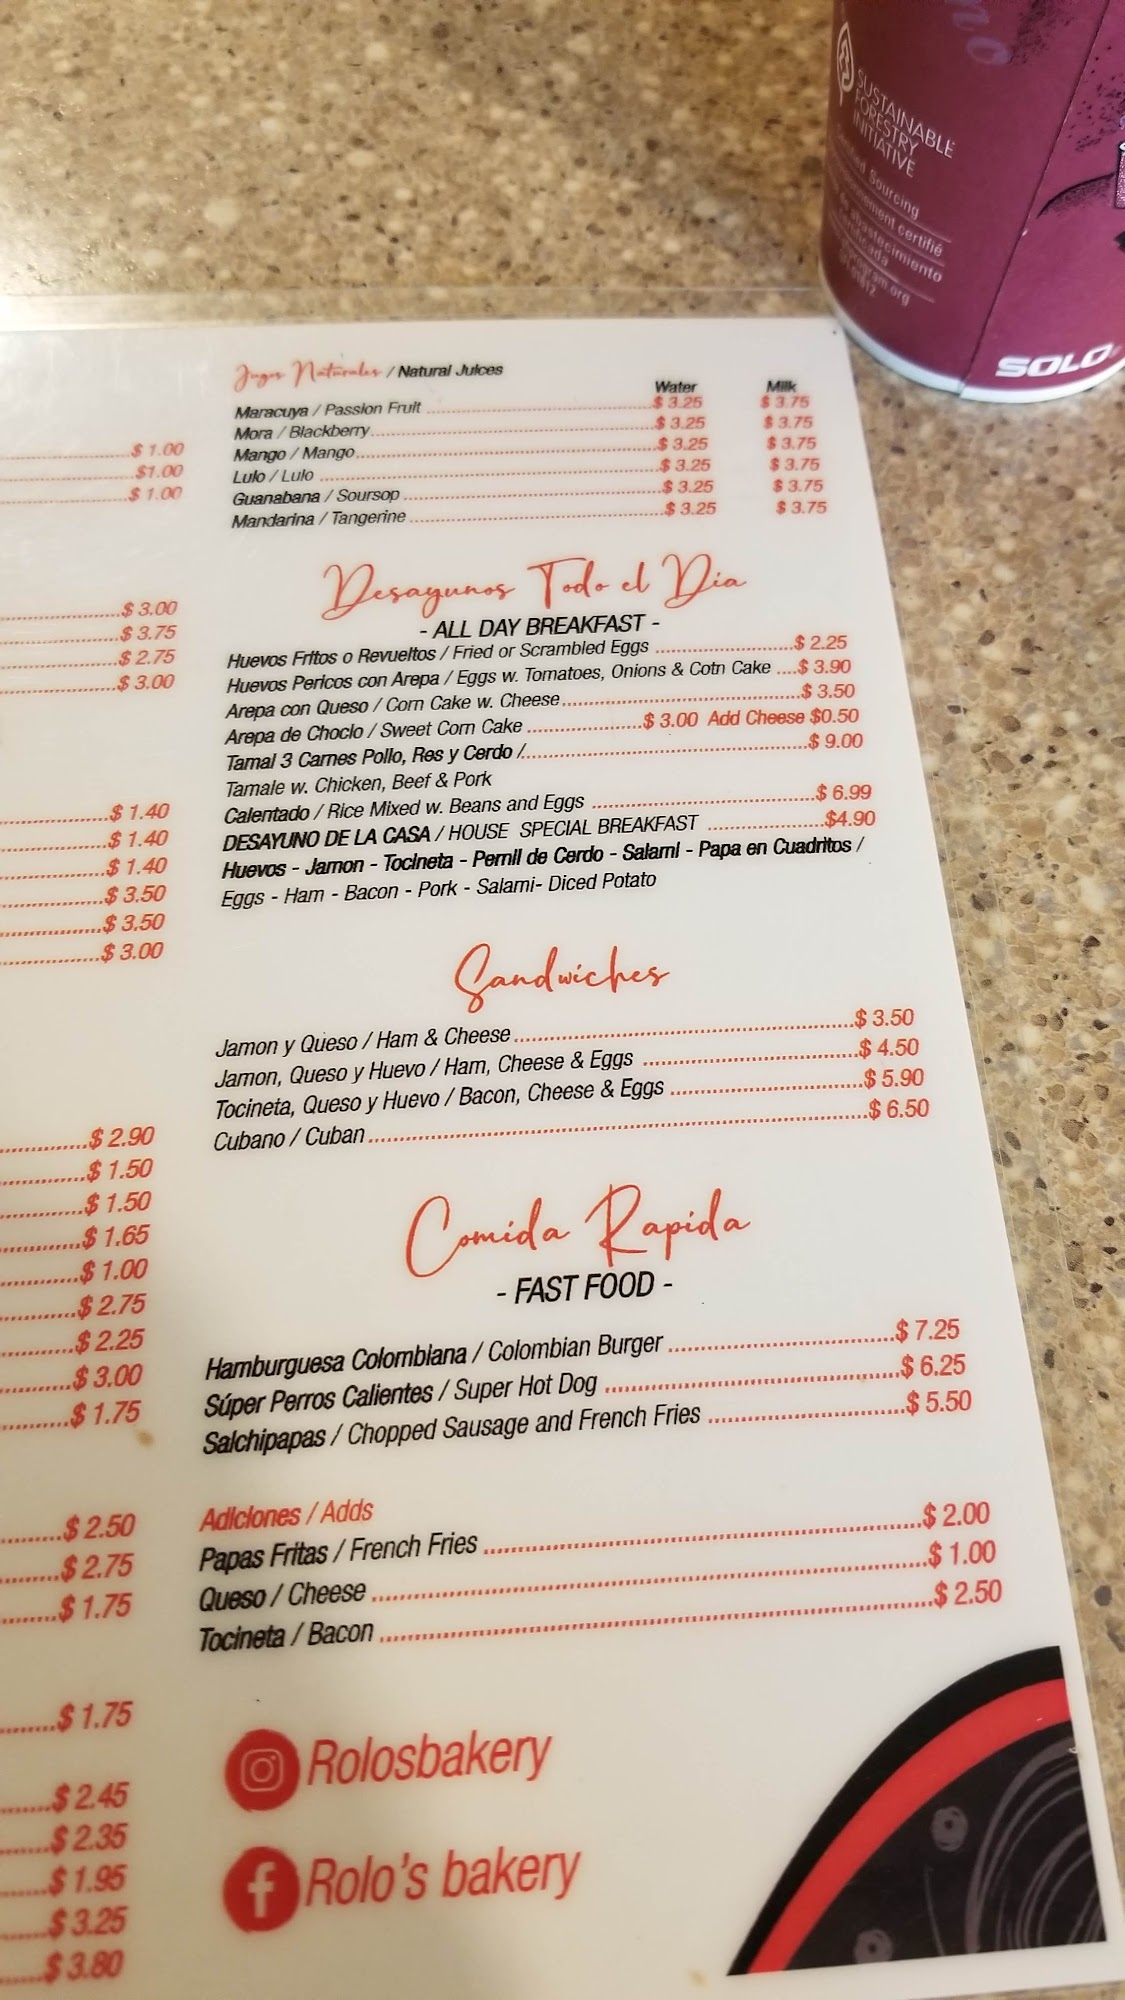 SUSTAINABLE
FORESTRY
INITIATIVE
Sourcing
certifié
SOLO
Jugos Naturales / Natural Juices
Water Milk
Maracuya / Passion Fruit $ 3.25 $ 3.75
Mora / Blackberry $ 3.25 $ 3.75
Mango / Mango $ 3.25 $ 3.75
Lulo / Lulo $ 3.25 $ 3.75
Guanabana / Soursop $ 3.25 $ 3.75
Mandarina / Tangerine $ 3.25 $ 3.75
Desayunos Todo el Dia
- ALL DAY BREAKFAST -
Huevos Fritos o Revueltos / Fried or Scrambled Eggs $ 2.25
Huevos Pericos con Arepa / Eggs w. Tomatoes, Onions & Cotn Cake $ 3.90
Arepa con Queso / Corn Cake w. Cheese $ 3.50
Arepa de Choclo / Sweet Corn Cake $ 3.00 Add Cheese $0.50
Tamal 3 Carnes Pollo, Res y Cerdo / $ 9.00
Tamale w. Chicken, Beef & Pork
Calentado / Rice Mixed w. Beans and Eggs $ 6.99
DESAYUNO DE LA CASA / HOUSE SPECIAL BREAKFAST $4.90
Huevos - Jamon - Tocineta - Pernil de Cerdo - Salami - Papa en Cuadritos /
Eggs - Ham - Bacon - Pork - Salami- Diced Potato
Sandwiches
Jamon y Queso / Ham & Cheese $ 3.50
Jamon, Queso y Huevo / Ham, Cheese & Eggs $ 4.50
Tocineta, Queso y Huevo / Bacon, Cheese & Eggs $ 5.90
Cubano / Cuban $ 6.50
Comida Rapida
- FAST FOOD -
Hamburguesa Colombiana / Colombian Burger $ 7.25
Súper Perros Calientes / Super Hot Dog $ 6.25
Salchipapas / Chopped Sausage and French Fries $ 5.50
Adiciones / Adds
Papas Fritas / French Fries $ 2.00
Queso / Cheese $ 1.00
Tocineta / Bacon $ 2.50
Rolosbakery
Rolo's bakery
$ 1.00
$1.00
$ 1.00
$ 3.00
$ 3.75
$ 2.75
$ 3.00
$ 1.40
$ 1.40
$ 1.40
$ 3.50
$ 3.50
$ 3.00
$ 2.90
$ 1.50
$ 1.50
$ 1.65
$ 1.00
$ 2.75
$ 2.25
$ 3.00
$ 1.75
$ 2.50
$ 2.75
$ 1.75
$ 1.75
$ 2.45
$ 2.35
$ 1.95
$ 3.25
$ 3.80